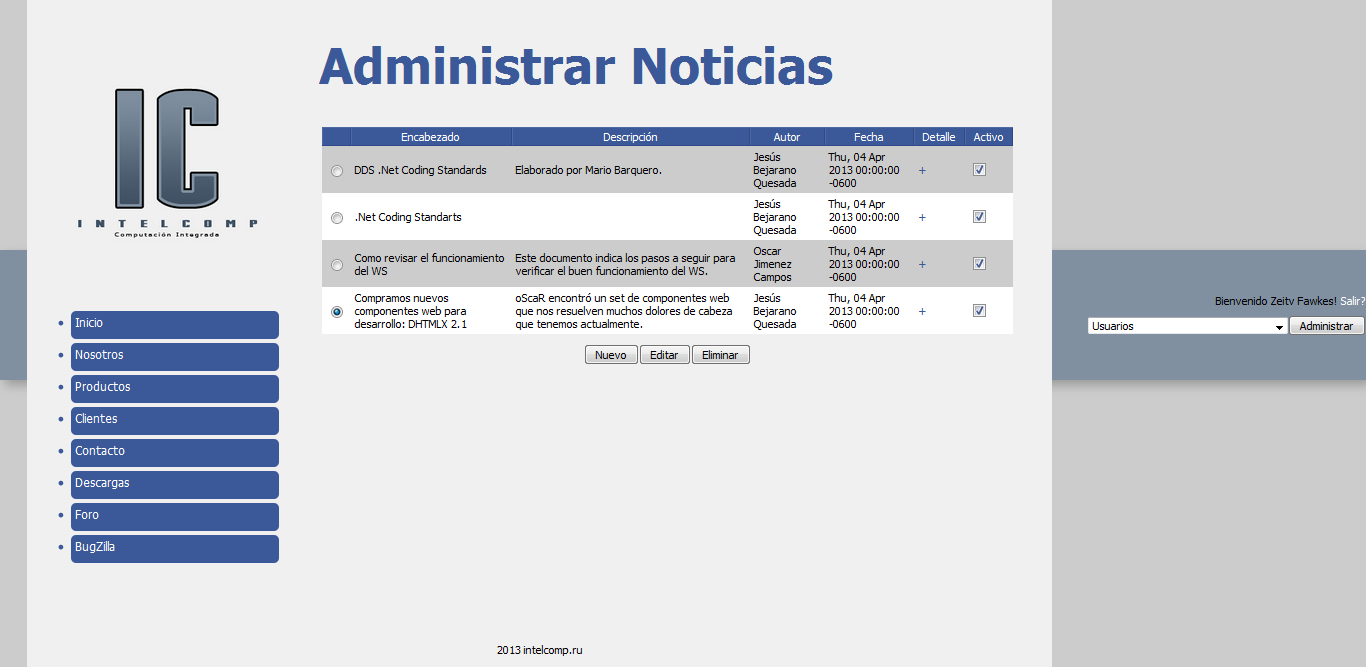 Administrar Noticias
IC
INTELCOMP
Computación Integrada
Encabezado Descripción Autor Fecha Detalle Activo
DDS .Net Coding Standards
Elaborado por Mario Barquero.
Jesús
Bejarano
Quesada
Thu, 04 Apr
2013 00:00:00
-0600
+
.Net Coding Standarts
Jesús
Bejarano
Quesada
Thu, 04 Apr
2013 00:00:00
-0600
+
Como revisar el funcionamiento
del WS
Este documento indica los pasos a seguir para
verificar el buen funcionamiento del WS.
Oscar
Jimenez
Campos
Thu, 04 Apr
2013 00:00:00
-0600
+
Compramos nuevos
componentes web para
desarrollo: DHTMLX 2.1
oScaR encontró un set de componentes web
que nos resuelven muchos dolores de cabeza
que tenemos actualmente.
Jesús
Bejarano
Quesada
Thu, 04 Apr
2013 00:00:00
-0600
+
Nuevo Editar Eliminar
Inicio
Nosotros
Productos
Clientes
Contacto
Descargas
Foro
BugZilla
Bienvenido Zeitv Fawkes! Salir?
Usuarios Administrar
2013 intelcomp.ru